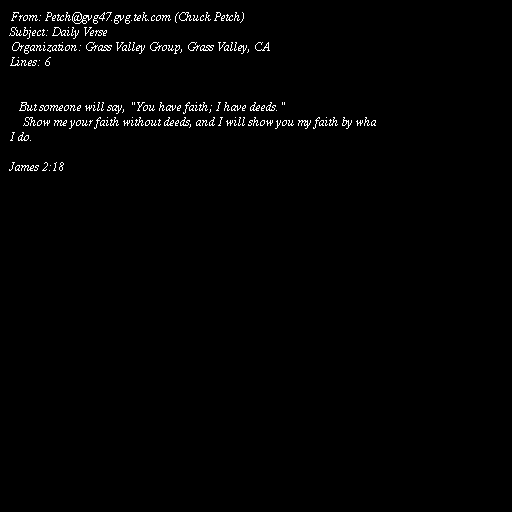 From: Petch@gvg47.gvg.tek.com (Chuck Petch)
Subject: Daily Verse
Organization: Grass Valley Group, Grass Valley, CA
Lines: 6
But someone will say, "You have faith; I have deeds."
Show me your faith without deeds, and I will show you my faith by wha
I do.
James 2:18